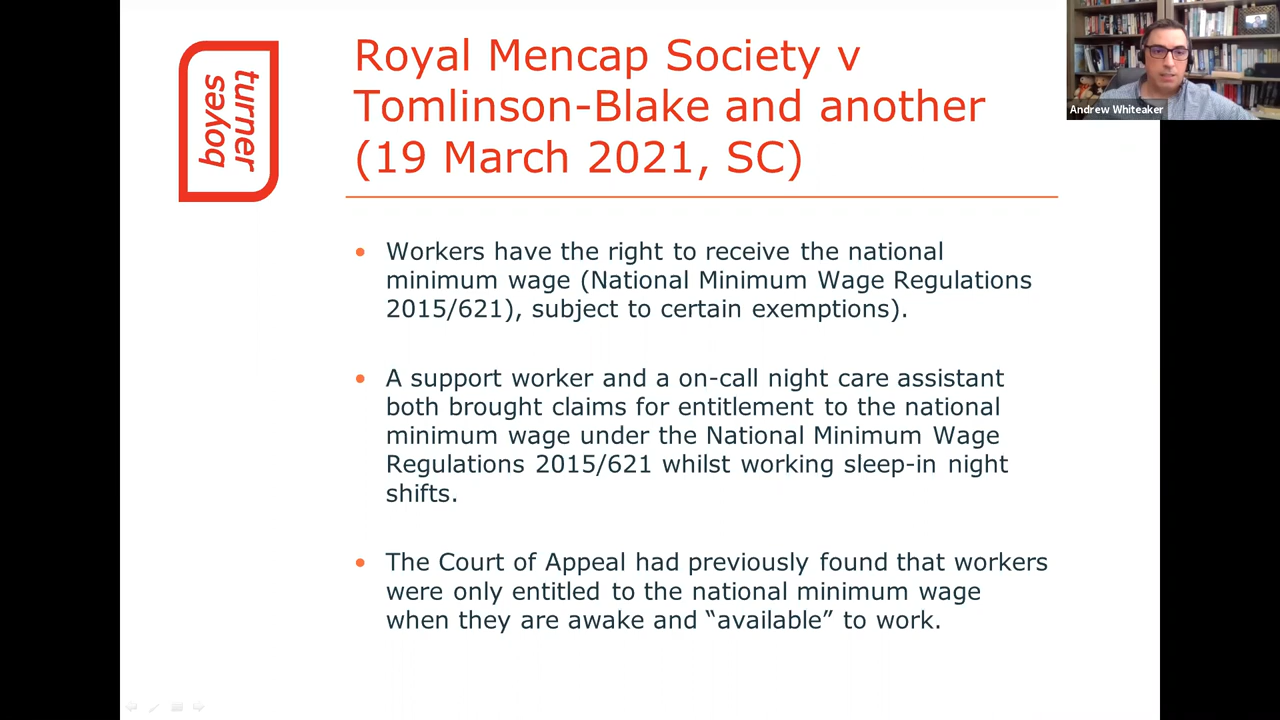 boyes
turner
Royal Mencap Society v
Tomlinson-Blake and another
(19 March 2021, SC)
Andrew Whiteaker
• Workers have the right to receive the national
minimum wage (National Minimum Wage Regulations
2015/621), subject to certain exemptions).
• A support worker and a on-call night care assistant
both brought claims for entitlement to the national
minimum wage under the National Minimum Wage
Regulations 2015/621 whilst working sleep-in night
shifts.
• The Court of Appeal had previously found that workers
were only entitled to the national minimum wage
when they are awake and “available” to work.